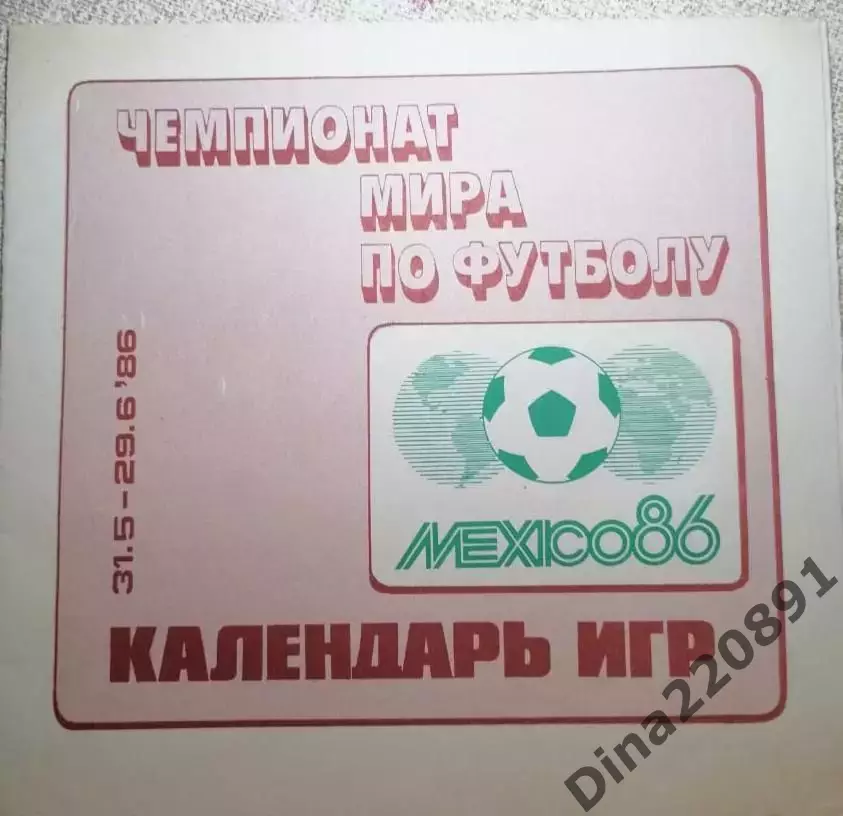 ЧЕМПИОНАТ
МИРА
ПО ФУТБОЛУ
31.5-29.6'86
MEXICO86
КАЛЕНДАРЬ ИГР
Dina220891